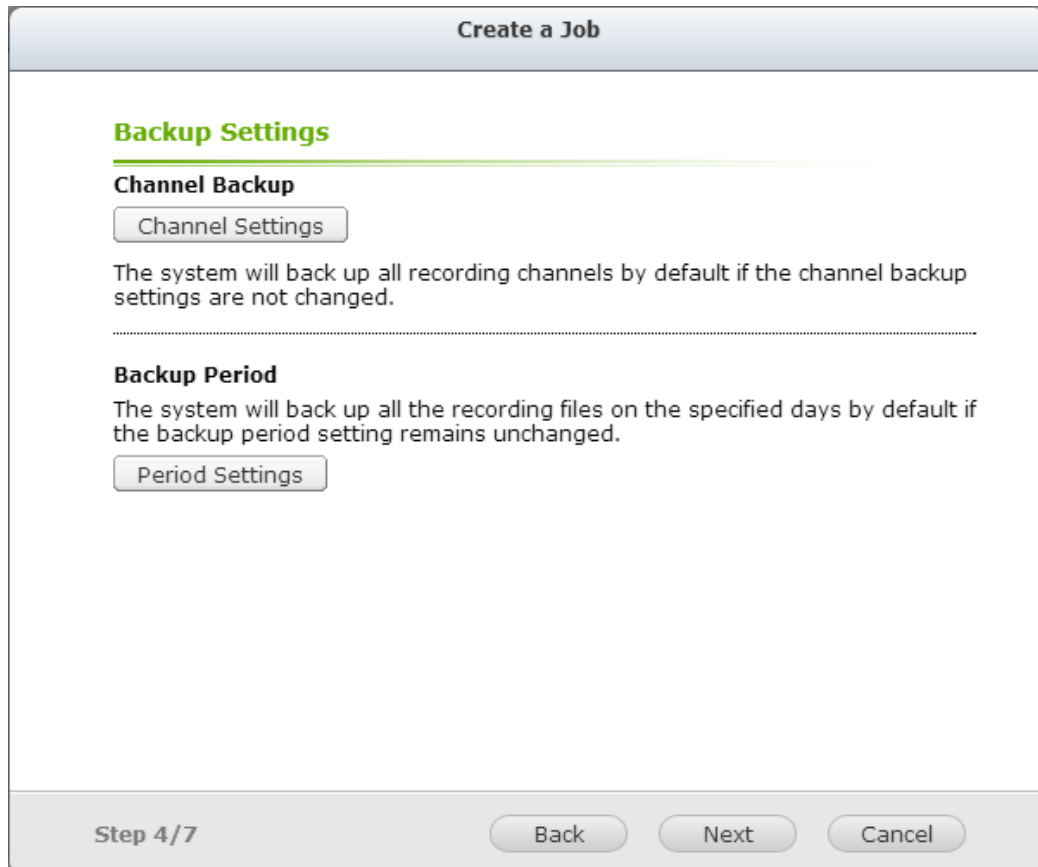 Create a Job
Backup Settings
Channel Backup
Channel Settings
The system will back up all recording channels by default if the channel backup
settings are not changed.
Backup Period
The system will back up all the recording files on the specified days by default if
the backup period setting remains unchanged.
Period Settings
Step 4/7
Back
Next
Cancel